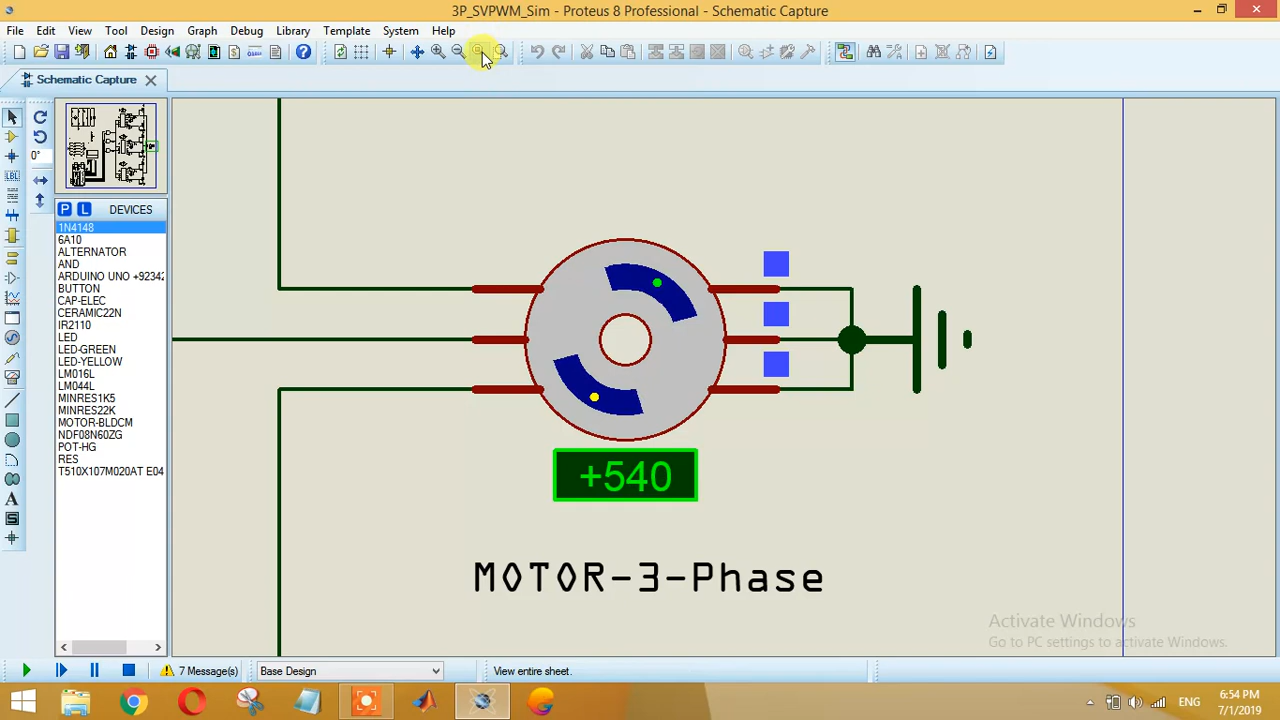 3P_SVPWM_Sim - Proteus 8 Professional - Schematic Capture
File Edit View Tool Design Graph Debug Library Template System Help
Schematic Capture
0°
P L DEVICES
1N4148
6A10
ALTERNATOR
AND
ARDUINO UNO +92342
BUTTON
CAP-ELEC
CERAMIC22N
IR2110
LED
LED-GREEN
LED-YELLOW
LM016L
LM044L
MINRES1K5
MINRES22K
MOTOR-BLDCM
NDF08N60ZG
POT-HG
RES
T510X107M020AT E04
+540
MOTOR-3-Phase
Activate Windows
Go to PC settings to activate Windows.
7 Message(s) Base Design View entire sheet.
ENG
6:54 PM
7/1/2019